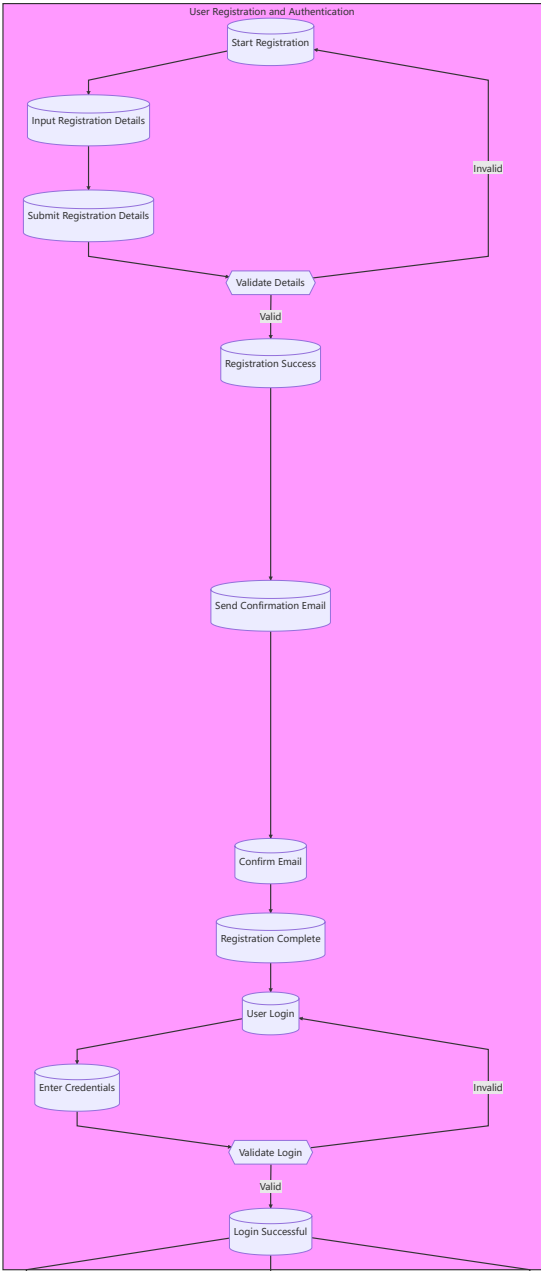 User Registration and Authentication
Start Registration
Input Registration Details
Invalid
Submit Registration Details
Validate Details
Valid
Registration Success
Send Confirmation Email
Confirm Email
Registration Complete
User Login
Enter Credentials
Invalid
Validate Login
Valid
Login Successful